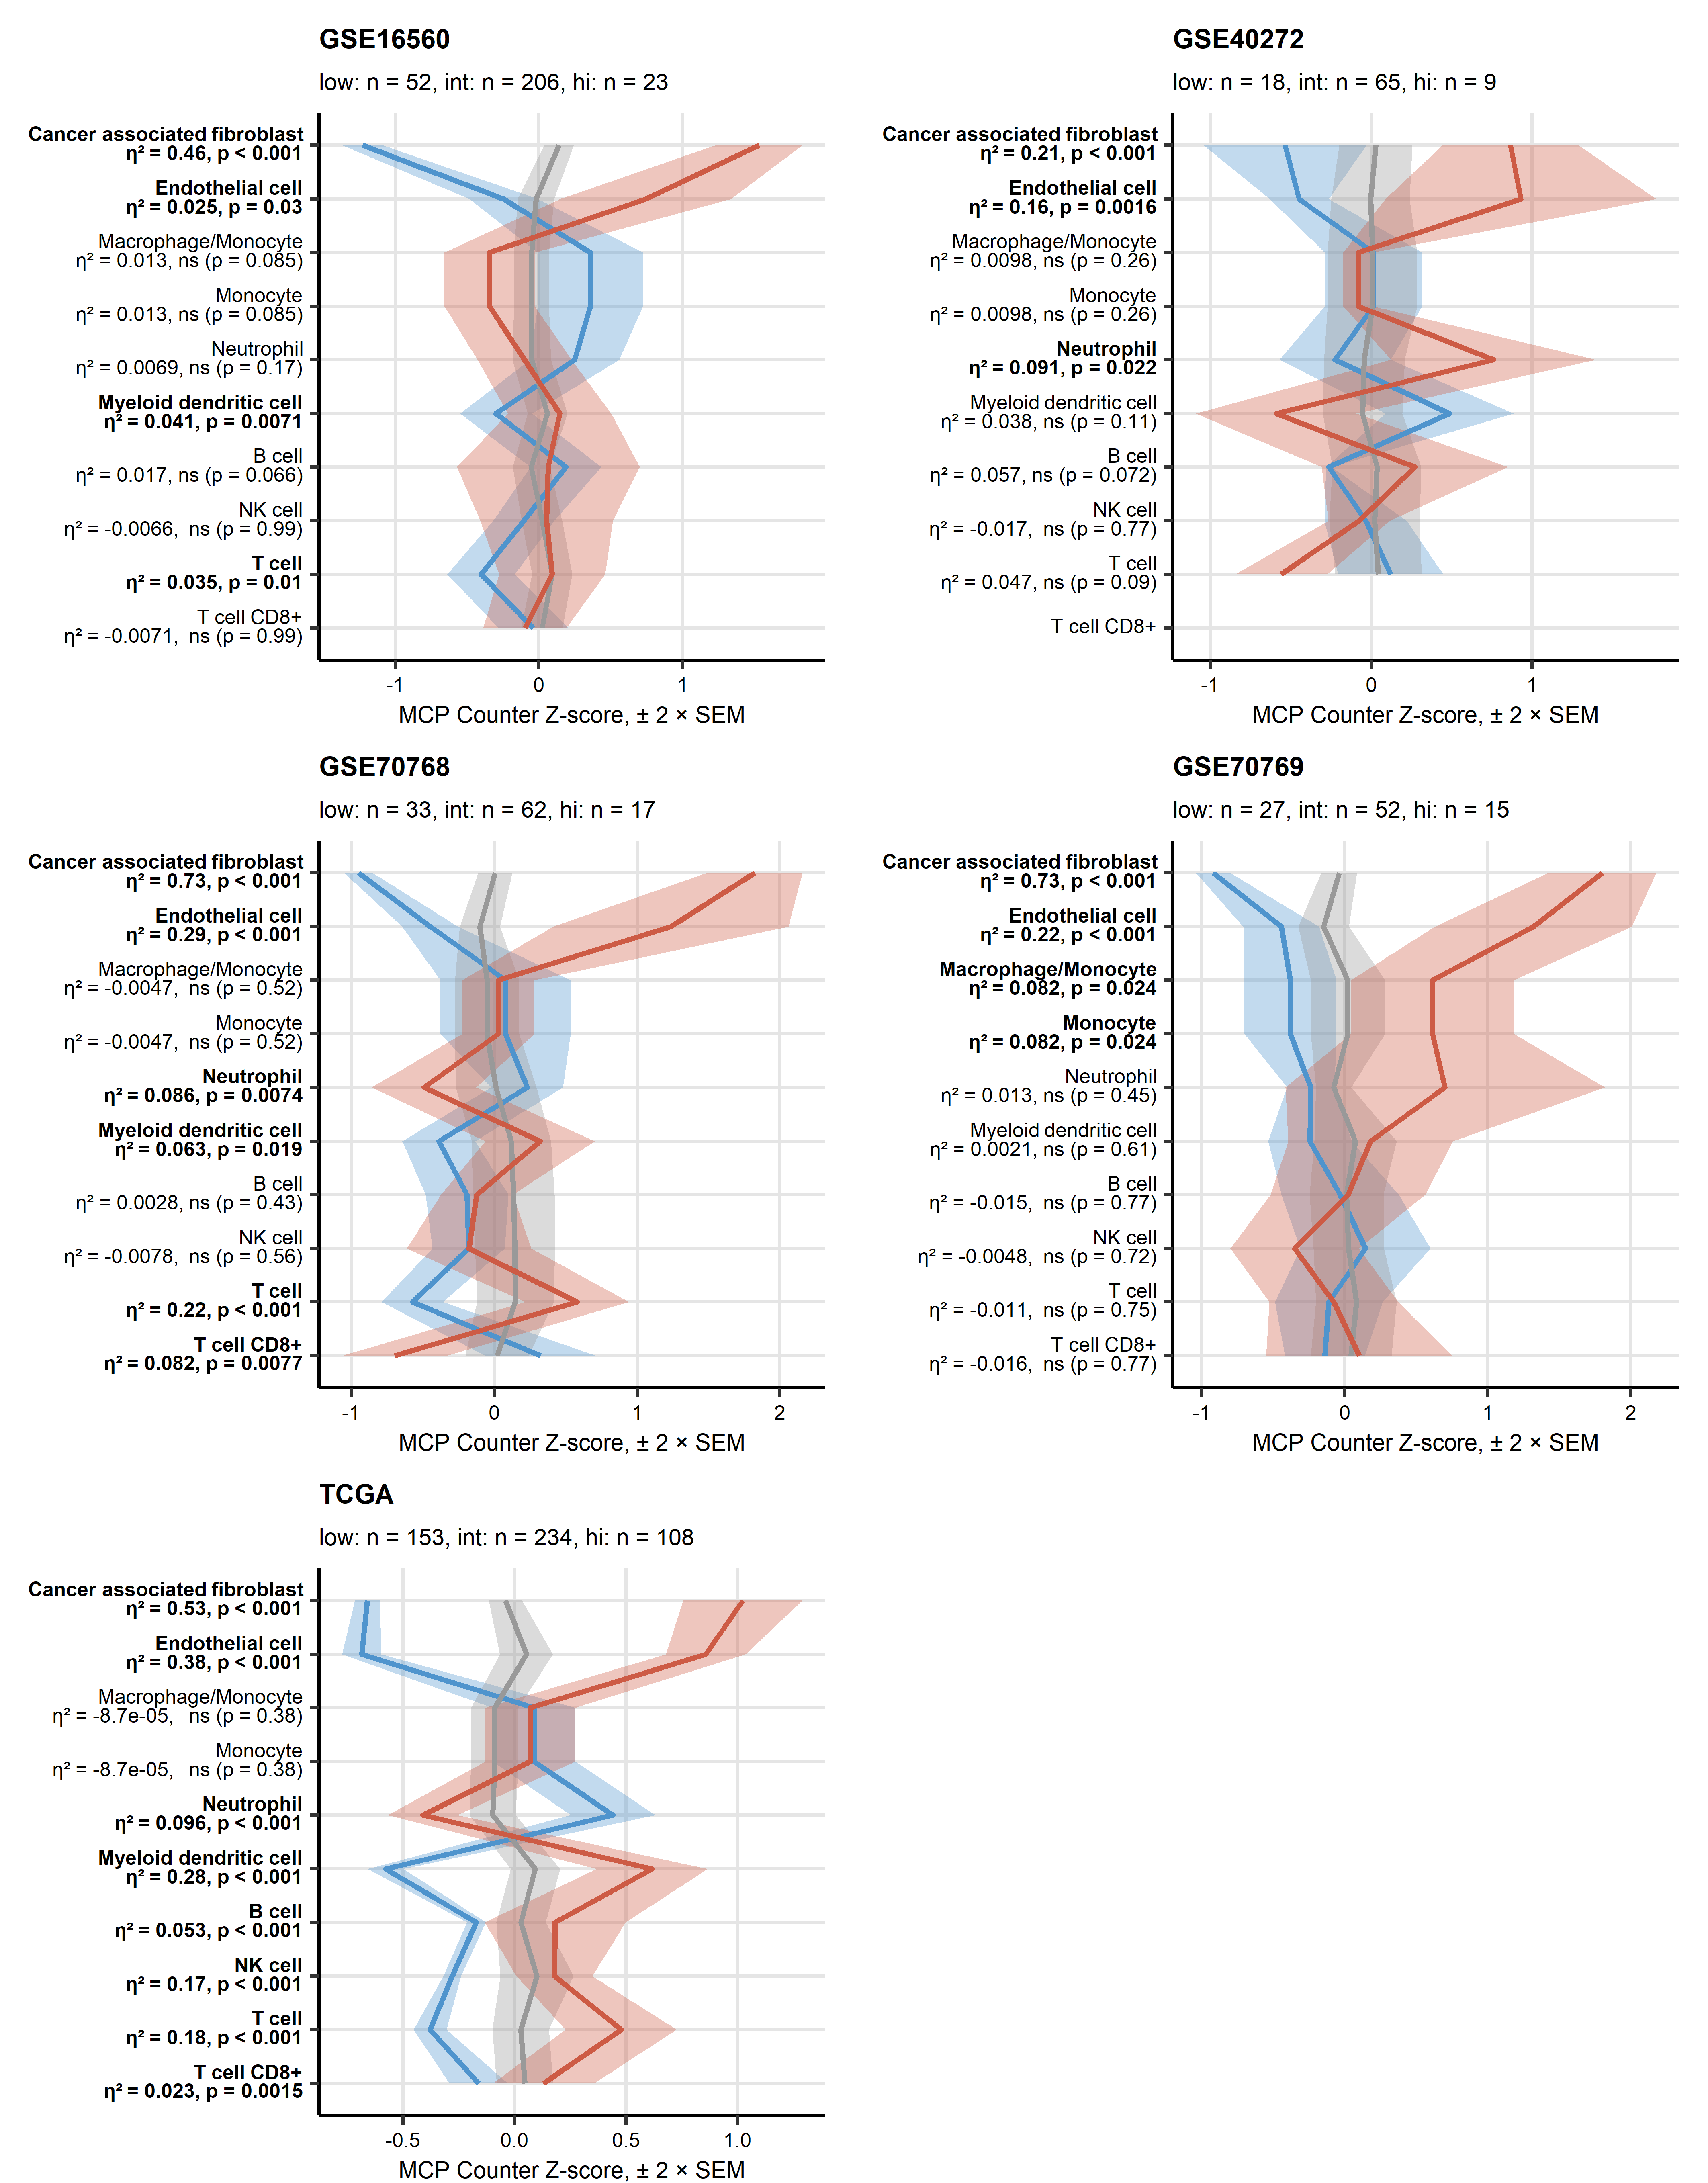 GSE16560
low: n = 52, int: n = 206, hi: n = 23
Cancer associated fibroblast
η² = 0.46, p < 0.001
Endothelial cell
η² = 0.025, p = 0.03
Macrophage/Monocyte
η² = 0.013, ns (p = 0.085)
Monocyte
η² = 0.013, ns (p = 0.085)
Neutrophil
η² = 0.0069, ns (p = 0.17)
Myeloid dendritic cell
η² = 0.041, p = 0.0071
B cell
η² = 0.017, ns (p = 0.066)
NK cell
η² = -0.0066, ns (p = 0.99)
T cell
η² = 0.035, p = 0.01
T cell CD8+
η² = -0.0071, ns (p = 0.99)
-1 0 1
MCP Counter Z-score, ± 2 × SEM
GSE40272
low: n = 18, int: n = 65, hi: n = 9
Cancer associated fibroblast
η² = 0.21, p < 0.001
Endothelial cell
η² = 0.16, p = 0.0016
Macrophage/Monocyte
η² = 0.0098, ns (p = 0.26)
Monocyte
η² = 0.0098, ns (p = 0.26)
Neutrophil
η² = 0.091, p = 0.022
Myeloid dendritic cell
η² = 0.038, ns (p = 0.11)
B cell
η² = 0.057, ns (p = 0.072)
NK cell
η² = -0.017, ns (p = 0.77)
T cell
η² = 0.047, ns (p = 0.09)
T cell CD8+
-1 0 1
MCP Counter Z-score, ± 2 × SEM
GSE70768
low: n = 33, int: n = 62, hi: n = 17
Cancer associated fibroblast
η² = 0.73, p < 0.001
Endothelial cell
η² = 0.29, p < 0.001
Macrophage/Monocyte
η² = -0.0047, ns (p = 0.52)
Monocyte
η² = -0.0047, ns (p = 0.52)
Neutrophil
η² = 0.086, p = 0.0074
Myeloid dendritic cell
η² = 0.063, p = 0.019
B cell
η² = 0.0028, ns (p = 0.43)
NK cell
η² = -0.0078, ns (p = 0.56)
T cell
η² = 0.22, p < 0.001
T cell CD8+
η² = 0.082, p = 0.0077
-1 0 1 2
MCP Counter Z-score, ± 2 × SEM
GSE70769
low: n = 27, int: n = 52, hi: n = 15
Cancer associated fibroblast
η² = 0.73, p < 0.001
Endothelial cell
η² = 0.22, p < 0.001
Macrophage/Monocyte
η² = 0.082, p = 0.024
Monocyte
η² = 0.082, p = 0.024
Neutrophil
η² = 0.013, ns (p = 0.45)
Myeloid dendritic cell
η² = 0.0021, ns (p = 0.61)
B cell
η² = -0.015, ns (p = 0.77)
NK cell
η² = -0.0048, ns (p = 0.72)
T cell
η² = -0.011, ns (p = 0.75)
T cell CD8+
η² = -0.016, ns (p = 0.77)
-1 0 1 2
MCP Counter Z-score, ± 2 × SEM
TCGA
low: n = 153, int: n = 234, hi: n = 108
Cancer associated fibroblast
η² = 0.53, p < 0.001
Endothelial cell
η² = 0.38, p < 0.001
Macrophage/Monocyte
η² = -8.7e-05, ns (p = 0.38)
Monocyte
η² = -8.7e-05, ns (p = 0.38)
Neutrophil
η² = 0.096, p < 0.001
Myeloid dendritic cell
η² = 0.28, p < 0.001
B cell
η² = 0.053, p < 0.001
NK cell
η² = 0.17, p < 0.001
T cell
η² = 0.18, p < 0.001
T cell CD8+
η² = 0.023, p = 0.0015
-0.5 0.0 0.5 1.0
MCP Counter Z-score, ± 2 × SEM